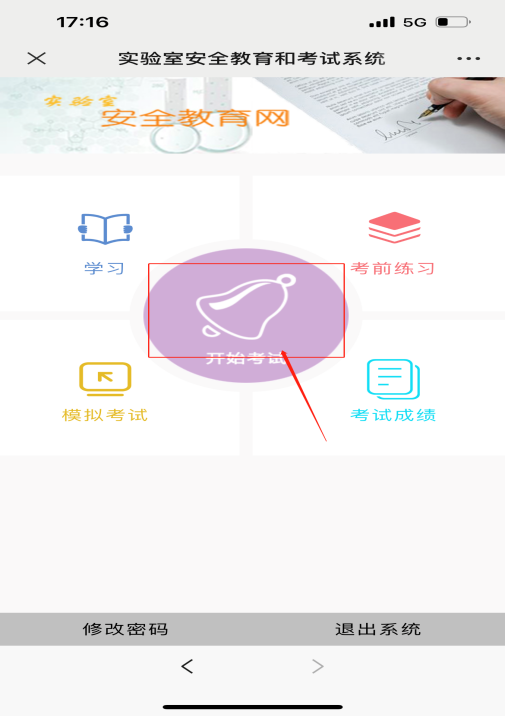 17:16
5G
实验室安全教育和考试系统
实验室
安全教育网
学习
考前练习
开始考试
模拟考试
考试成绩
修改密码
退出系统